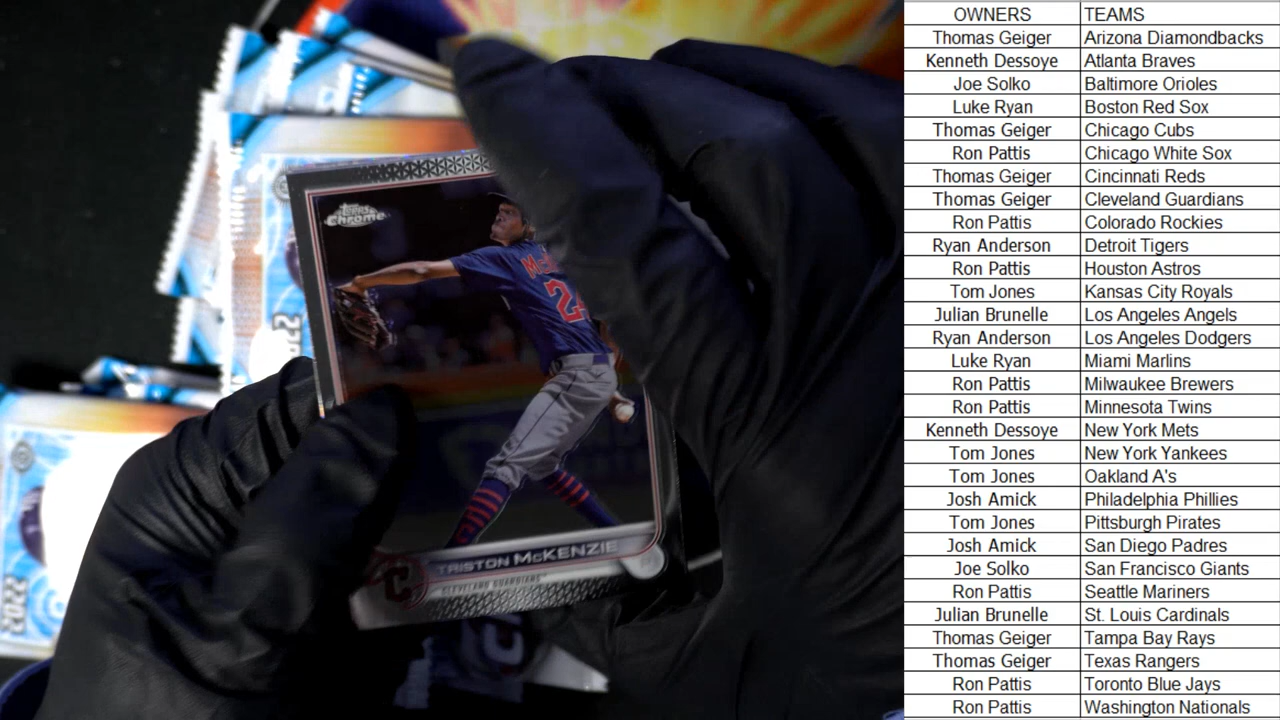 Topps
Chrome
24
TRISTON McKENZIE
CLEVELAND GUARDIANS
2022
2022
OWNERS TEAMS
Thomas Geiger Arizona Diamondbacks
Kenneth Dessoye Atlanta Braves
Joe Solko Baltimore Orioles
Luke Ryan Boston Red Sox
Thomas Geiger Chicago Cubs
Ron Pattis Chicago White Sox
Thomas Geiger Cincinnati Reds
Thomas Geiger Cleveland Guardians
Ron Pattis Colorado Rockies
Ryan Anderson Detroit Tigers
Ron Pattis Houston Astros
Tom Jones Kansas City Royals
Julian Brunelle Los Angeles Angels
Ryan Anderson Los Angeles Dodgers
Luke Ryan Miami Marlins
Ron Pattis Milwaukee Brewers
Ron Pattis Minnesota Twins
Kenneth Dessoye New York Mets
Tom Jones New York Yankees
Tom Jones Oakland A's
Josh Amick Philadelphia Phillies
Tom Jones Pittsburgh Pirates
Josh Amick San Diego Padres
Joe Solko San Francisco Giants
Ron Pattis Seattle Mariners
Julian Brunelle St. Louis Cardinals
Thomas Geiger Tampa Bay Rays
Thomas Geiger Texas Rangers
Ron Pattis Toronto Blue Jays
Ron Pattis Washington Nationals